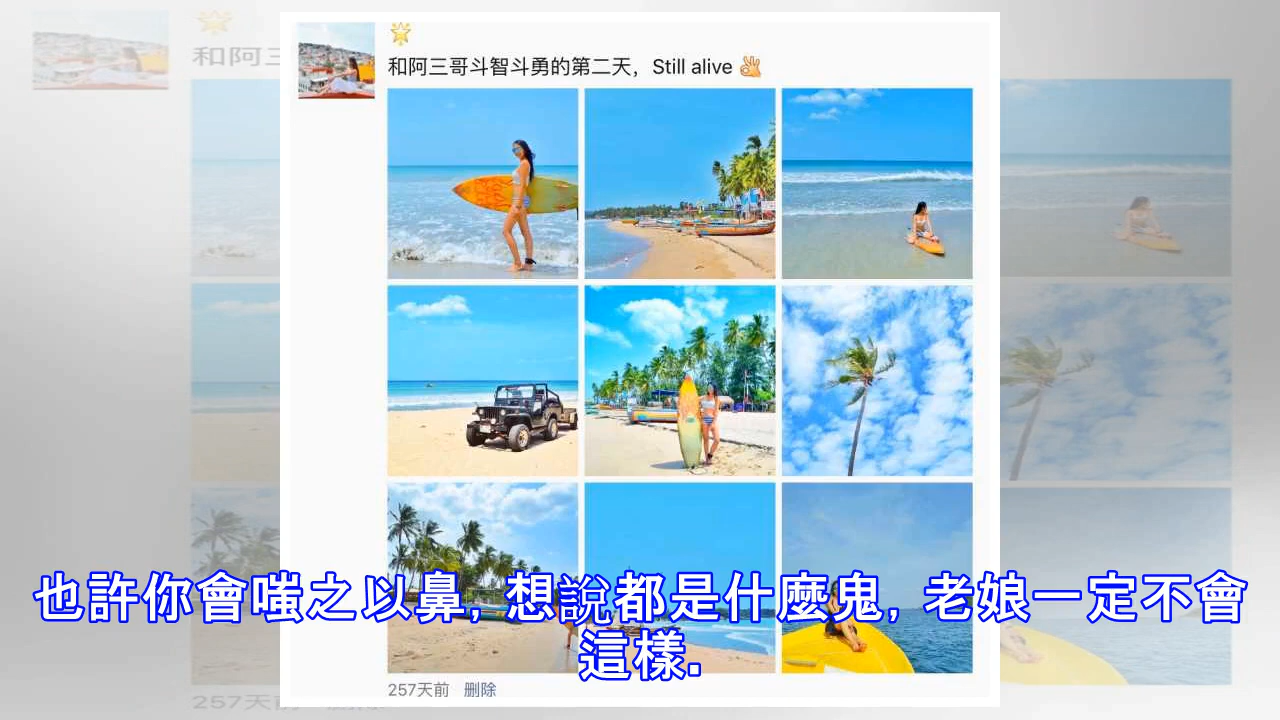 和阿三哥斗智斗勇的第二天，Still alive 👌
也許你會嗤之以鼻, 想說都是什麼鬼, 老娘一定不會
這樣.
257天前 删除